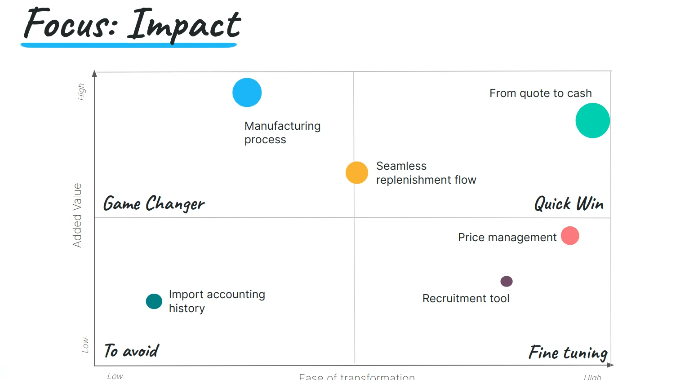 Focus: Impact
High
From quote to cash
Manufacturing
process
Seamless
replenishment flow
Game Changer
Quick Win
Added Value
Price management
Recruitment tool
Import accounting
history
Low
To avoid
Fine tuning
Low
Ease of transformation
High